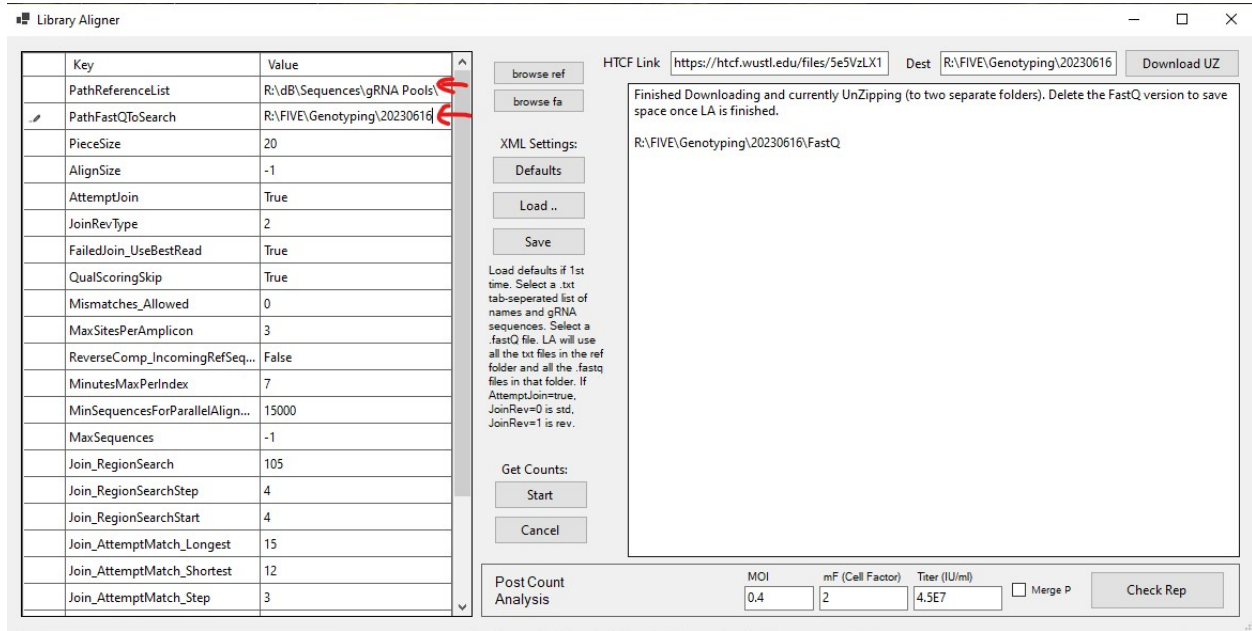 Library Aligner
Key Value
PathReferenceList R:\dB\Sequences\gRNA Pools\
PathFastQToSearch R:\FIVE\Genotyping\20230616
PieceSize 20
AlignSize -1
AttemptJoin True
JoinRevType 2
FailedJoin_UseBestRead True
QualScoringSkip True
Mismatches_Allowed 0
MaxSitesPerAmplicon 3
ReverseComp_IncomingRefSeq... False
MinutesMaxPerIndex 7
MinSequencesForParallelAlign... 15000
MaxSequences -1
Join_RegionSearch 105
Join_RegionSearchStep 4
Join_RegionSearchStart 4
Join_AttemptMatch_Longest 15
Join_AttemptMatch_Shortest 12
Join_AttemptMatch_Step 3
browse ref
browse fa
XML Settings:
Defaults
Load ..
Save
Load defaults if 1st
time. Select a .txt
tab-seperated list of
names and gRNA
sequences. Select a
.fastQ file. LA will use
all the txt files in the ref
folder and all the .fastq
files in that folder. If
AttemptJoin=true,
JoinRev=0 is std,
JoinRev=1 is rev.
Get Counts:
Start
Cancel
HTCF Link https://htcf.wustl.edu/files/5e5VzLX1 Dest R:\FIVE\Genotyping\20230616 Download UZ
Finished Downloading and currently UnZipping (to two separate folders). Delete the FastQ version to save
space once LA is finished.
R:\FIVE\Genotyping\20230616\FastQ
Post Count
Analysis
MOI mF (Cell Factor) Titer (IU/ml)
0.4 2 4.5E7 Merge P Check Rep